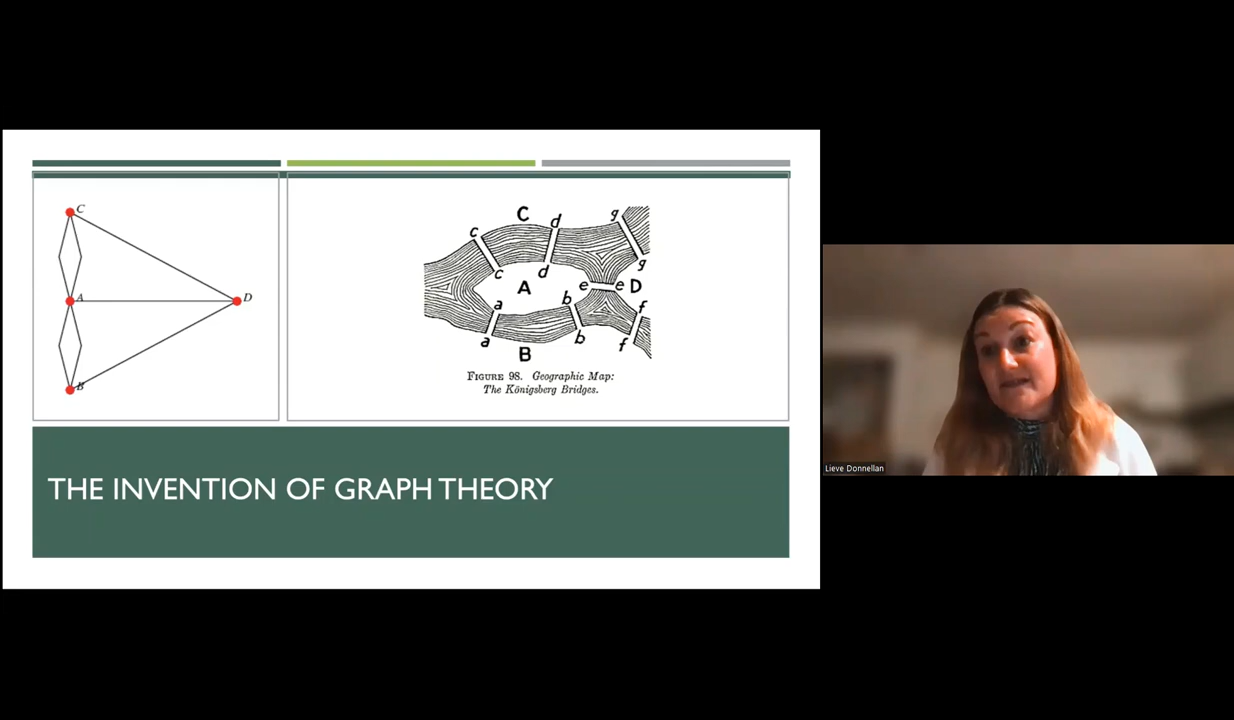 C
A
D
B
C
c
d
g
c
d
g
A
e
e
D
a
b
f
a
b
f
B
FIGURE 98. Geographic Map:
The Königsberg Bridges.
THE INVENTION OF GRAPH THEORY
Lieve Donnellan